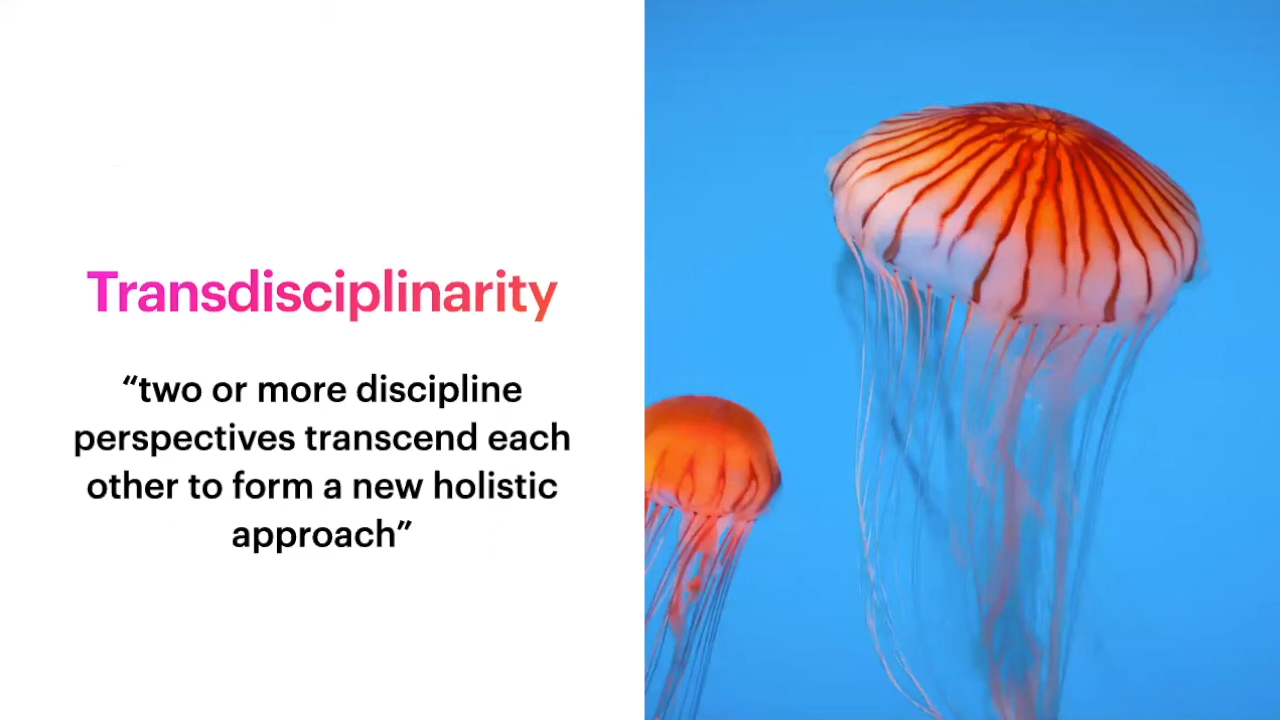 Transdisciplinarity
“two or more discipline
perspectives transcend each
other to form a new holistic
approach”